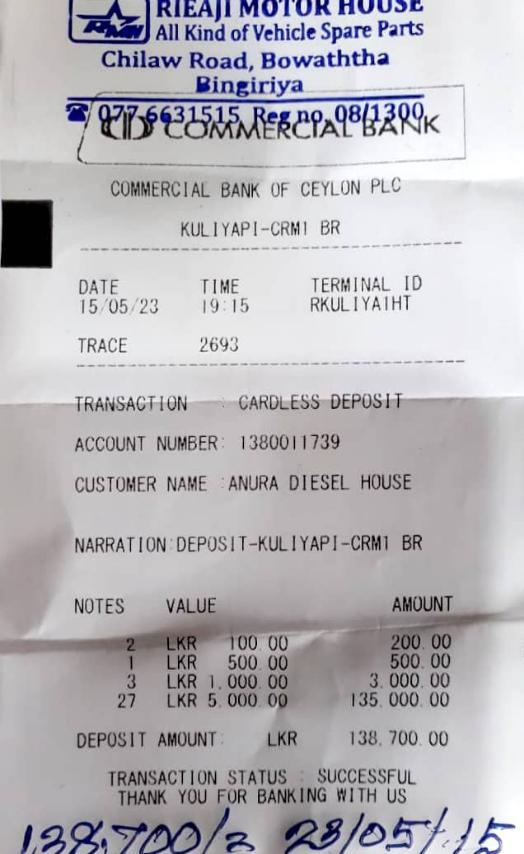 RIEAJI MOTOR HOUSE
RMH All Kind of Vehicle Spare Parts
Chilaw Road, Bowaththa
Bingiriya
☎ 077 6631515 Reg no. 08/1300
COMMERCIAL BANK
COMMERCIAL BANK OF CEYLON PLC
KULIYAPI-CRM1 BR
DATE TIME TERMINAL ID
15/05/23 19:15 RKULIYA1HT
TRACE 2693
TRANSACTION : CARDLESS DEPOSIT
ACCOUNT NUMBER: 1380011739
CUSTOMER NAME :ANURA DIESEL HOUSE
NARRATION:DEPOSIT-KULIYAPI-CRM1 BR
NOTES VALUE AMOUNT
2 LKR 100.00 200.00
1 LKR 500.00 500.00
3 LKR 1,000.00 3,000.00
27 LKR 5,000.00 135,000.00
DEPOSIT AMOUNT: LKR 138,700.00
TRANSACTION STATUS : SUCCESSFUL
THANK YOU FOR BANKING WITH US
138,700/= 23/05/15